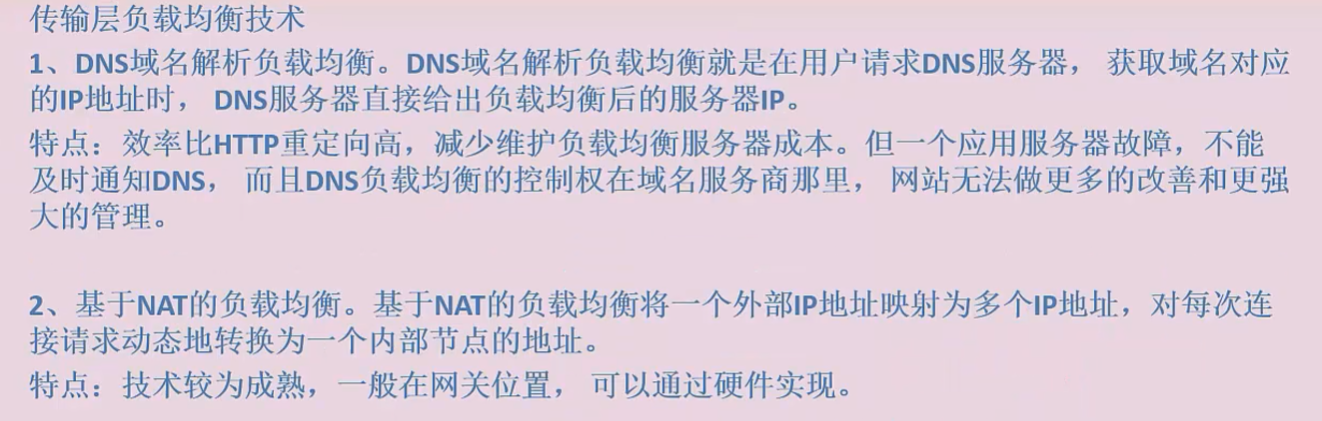 传输层负载均衡技术
1、DNS域名解析负载均衡。DNS域名解析负载均衡就是在用户请求DNS服务器， 获取域名对应
的IP地址时， DNS服务器直接给出负载均衡后的服务器IP。
特点：效率比HTTP重定向高，减少维护负载均衡服务器成本。但一个应用服务器故障，不能
及时通知DNS， 而且DNS负载均衡的控制权在域名服务商那里， 网站无法做更多的改善和更强
大的管理。
2、基于NAT的负载均衡。基于NAT的负载均衡将一个外部IP地址映射为多个IP地址，对每次连
接请求动态地转换为一个内部节点的地址。
特点：技术较为成熟，一般在网关位置， 可以通过硬件实现。